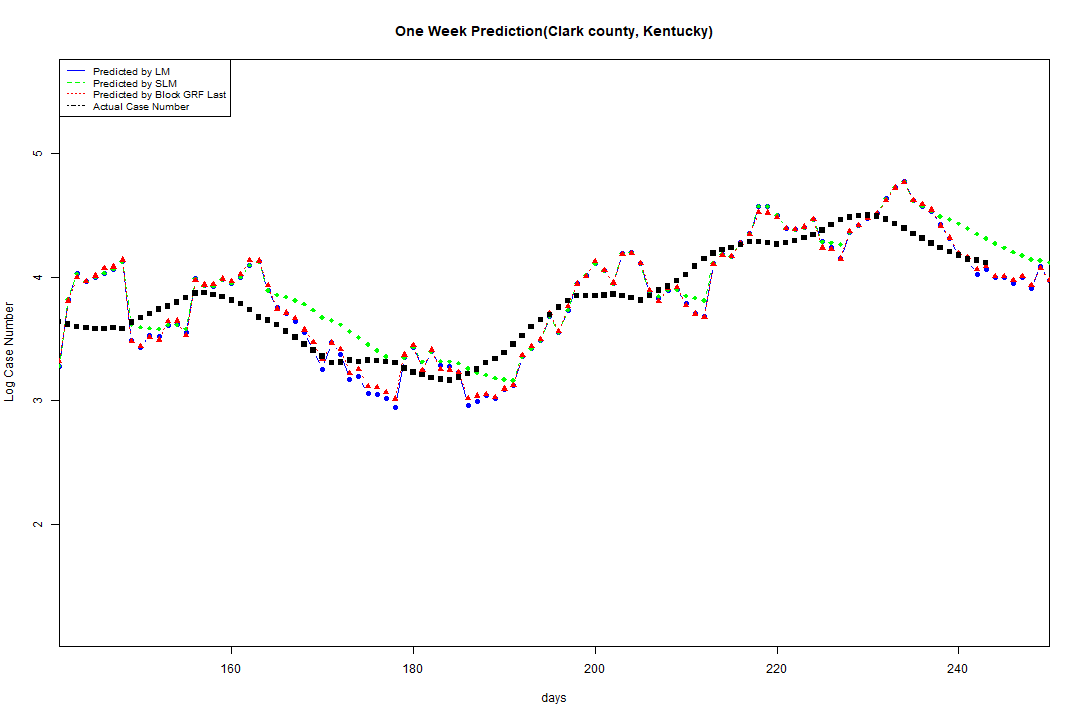 One Week Prediction(Clark county, Kentucky)
Predicted by LM
Predicted by SLM
Predicted by Block GRF Last
Actual Case Number
5
4
3
2
Log Case Number
160 180 200 220 240
days